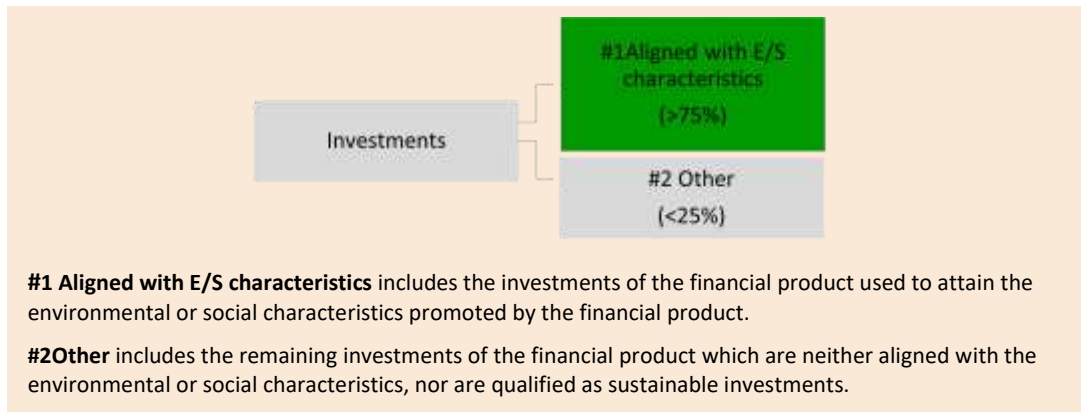 #1Aligned with E/S
characteristics
(>75%)
Investments
#2 Other
(<25%)
#1 Aligned with E/S characteristics includes the investments of the financial product used to attain the
environmental or social characteristics promoted by the financial product.
#2Other includes the remaining investments of the financial product which are neither aligned with the
environmental or social characteristics, nor are qualified as sustainable investments.